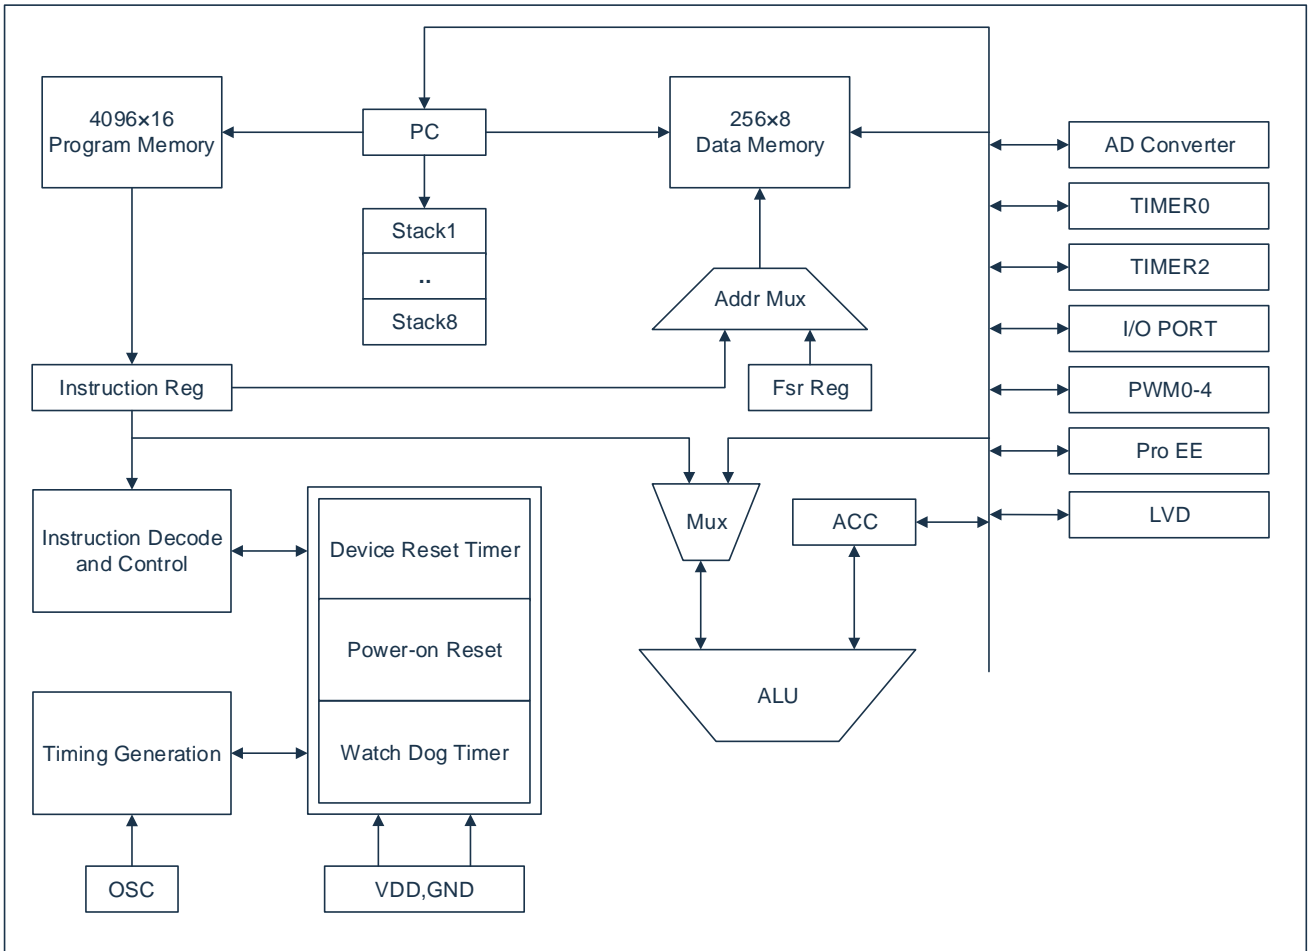 4096×16
Program Memory
PC
256×8
Data Memory
AD Converter
TIMER0
Stack1
TIMER2
..
Addr Mux
Stack8
I/O PORT
Instruction Reg
Fsr Reg
PWM0-4
Pro EE
Mux
ACC
LVD
Instruction Decode
and Control
Device Reset Timer
Power-on Reset
ALU
Timing Generation
Watch Dog Timer
OSC
VDD,GND